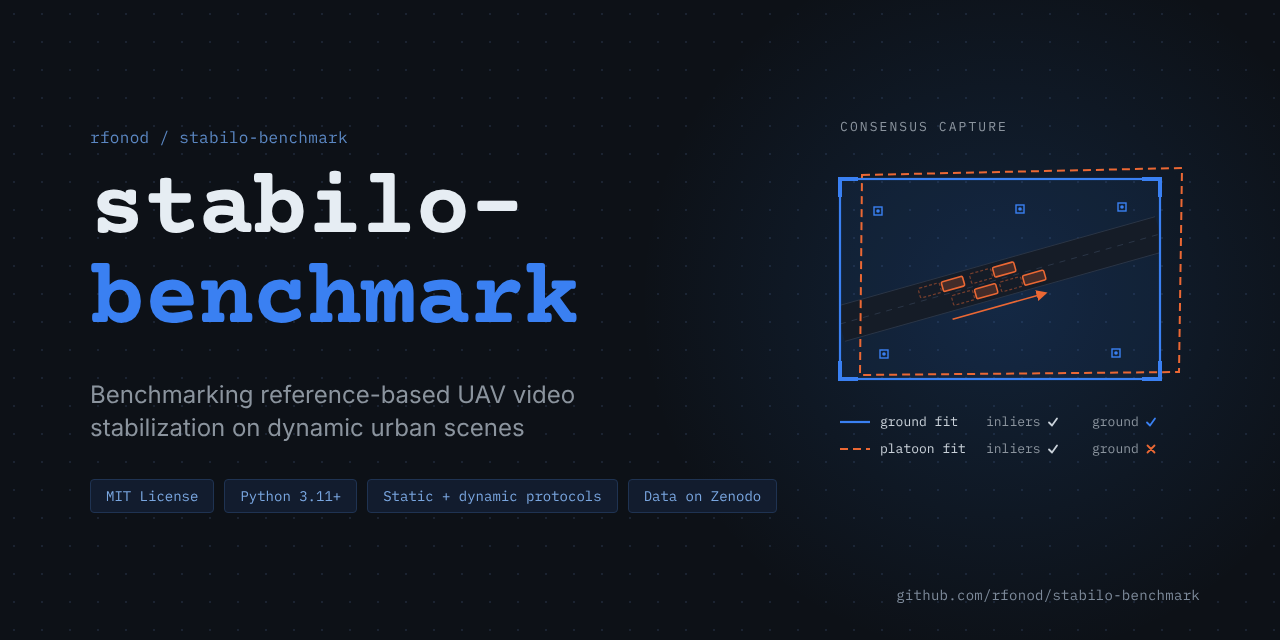 rfonod / stabilo-benchmark
stabilo-
benchmark
Benchmarking reference-based UAV video
stabilization on dynamic urban scenes
MIT License
Python 3.11+
Static + dynamic protocols
Data on Zenodo
CONSENSUS CAPTURE
ground fit inliers ✓ ground ✓
platoon fit inliers ✓ ground ✕
github.com/rfonod/stabilo-benchmark